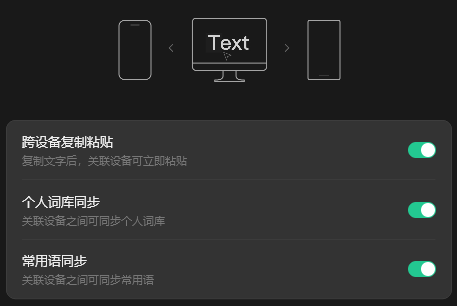 Text
跨设备复制粘贴
复制文字后，关联设备可立即粘贴
个人词库同步
关联设备之间可同步个人词库
常用语同步
关联设备之间可同步常用语